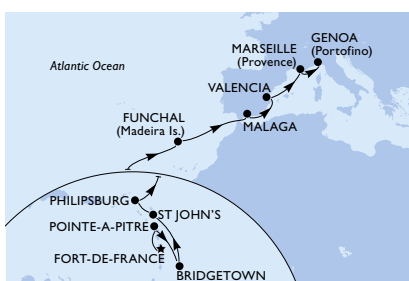 MARSEILLE
(Provence)
GENOA
(Portofino)
Atlantic Ocean
VALENCIA
FUNCHAL
(Madeira Is.)
MALAGA
PHILIPSBURG
ST JOHN'S
POINTE-A-PITRE
FORT-DE-FRANCE
BRIDGETOWN